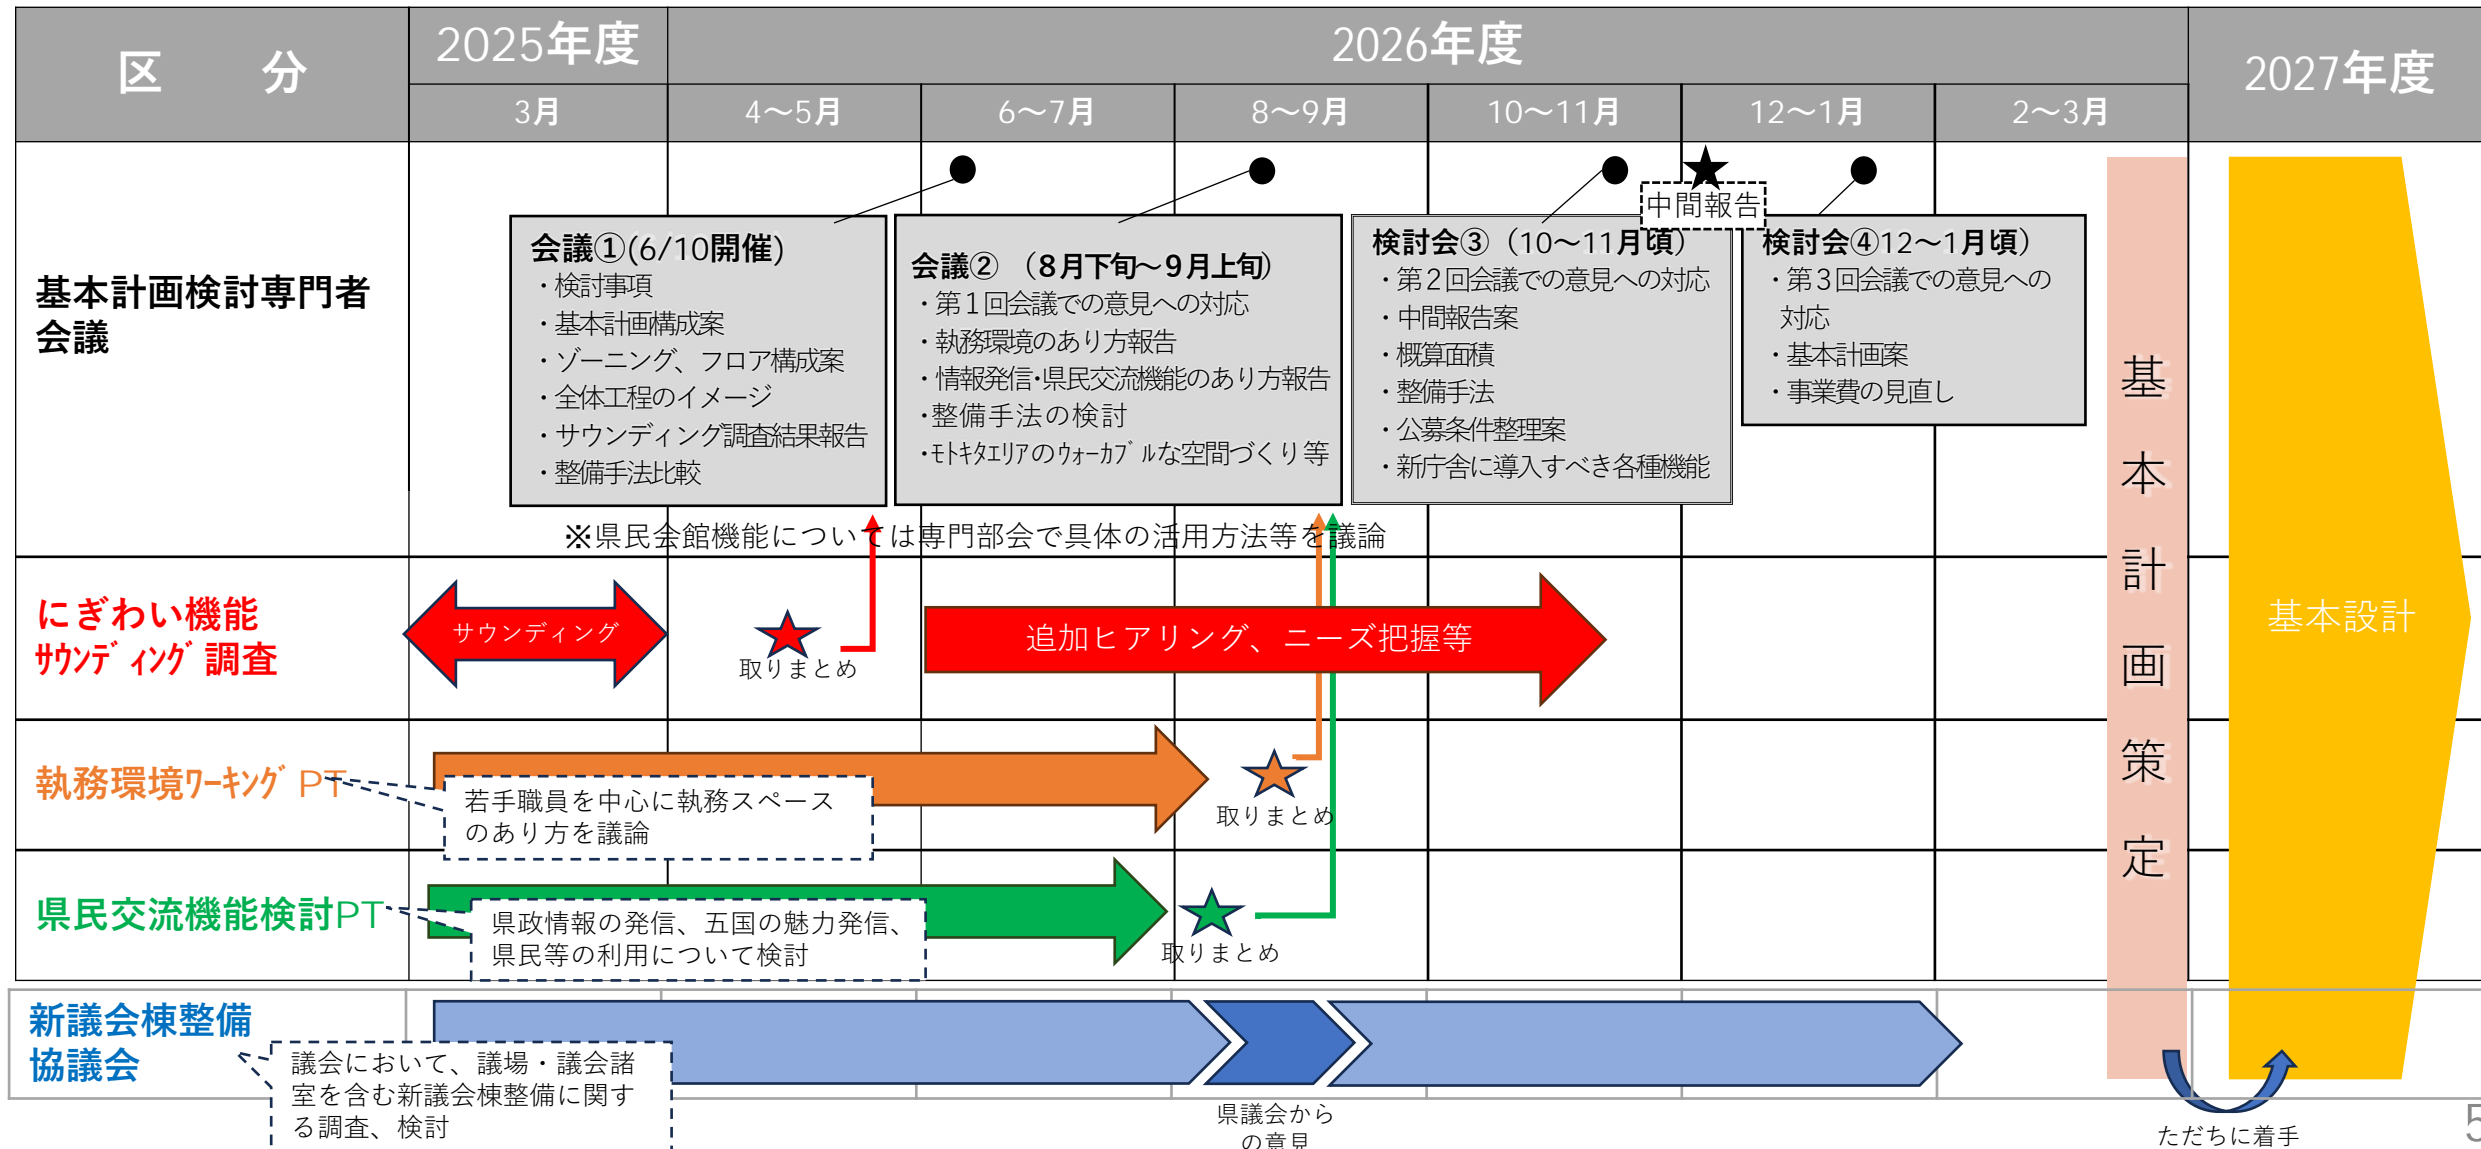 区　分
2025年度
2026年度
2027年度
3月
4～5月
6～7月
8～9月
10～11月
12～1月
2～3月
基本計画検討専門者
会議
会議①(6/10開催)
・検討事項
・基本計画構成案
・ゾーニング、フロア構成案
・全体工程のイメージ
・サウンディング調査結果報告
・整備手法比較
会議②　（８月下旬～９月上旬）
・第１回会議での意見への対応
・執務環境のあり方報告
・情報発信・県民交流機能のあり方報告
・整備手法の検討
・ﾓﾄｷﾀｴﾘｱのｳｫｰｶﾌﾞﾙな空間づくり等
検討会③（10～11月頃）
・第２回会議での意見への対応
・中間報告案
・概算面積
・整備手法
・公募条件整理案
・新庁舎に導入すべき各種機能
中間報告
検討会④12～1月頃）
・第３回会議での意見への
対応
・基本計画案
・事業費の見直し
※県民会館機能については専門部会で具体の活用方法等を議論
にぎわい機能
ｻｳﾝﾃﾞｨﾝｸﾞ調査
サウンディング
取りまとめ
追加ヒアリング、ニーズ把握等
執務環境ﾜｰｷﾝｸﾞPT
若手職員を中心に執務スペース
のあり方を議論
取りまとめ
県民交流機能検討PT
県政情報の発信、五国の魅力発信、
県民等の利用について検討
取りまとめ
新議会棟整備
協議会
議会において、議場・議会諸
室を含む新議会棟整備に関す
る調査、検討
県議会から
の意見
基本計画策定
基本設計
ただちに着手
5